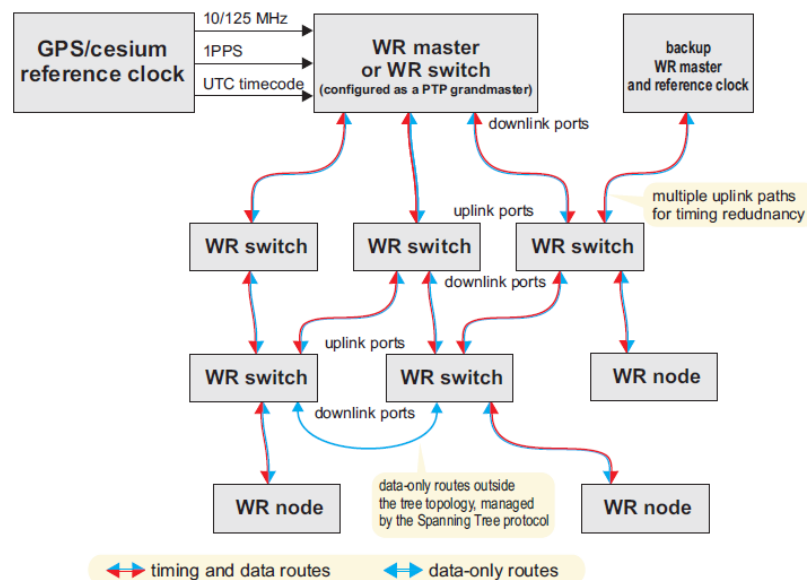 GPS/cesium
reference clock
10/125 MHz
1PPS
UTC timecode
WR master
or WR switch
(configured as a PTP grandmaster)
backup
WR master
and reference clock
downlink ports
multiple uplink paths
for timing redudnancy
uplink ports
WR switch
WR switch
WR switch
downlink ports
uplink ports
WR switch
WR switch
WR node
downlink ports
data-only routes outside
the tree topology, managed
by the Spanning Tree protocol
WR node
WR node
timing and data routes
data-only routes